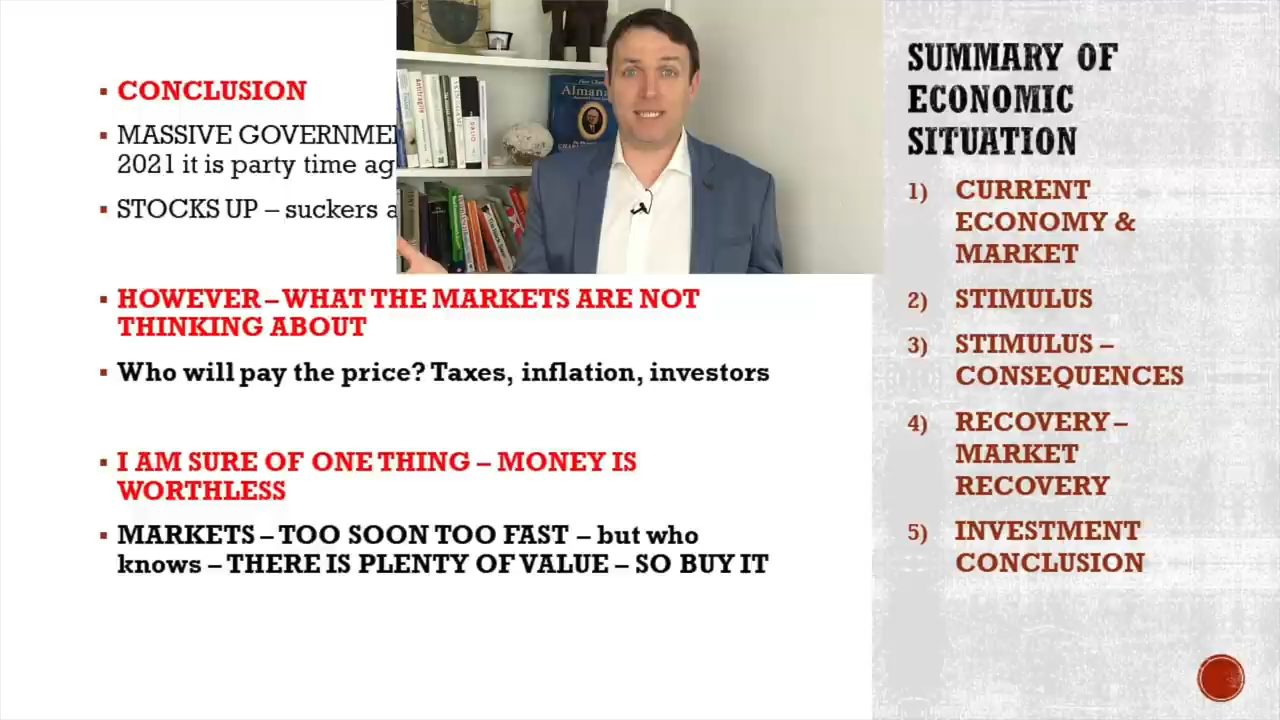 CONCLUSION
MASSIVE
2021 it is party time
STOCKS UP – suckers
HOWEVER – WHAT THE MARKETS ARE NOT
THINKING ABOUT
Who will pay the price? Taxes, inflation, investors
I AM SURE OF ONE THING – MONEY IS
WORTHLESS
MARKETS – TOO SOON TOO FAST – but who
knows – THERE IS PLENTY OF VALUE – SO BUY IT
Almana
antifragile
DALIO
SUMMARY OF
ECONOMIC
SITUATION
1) CURRENT
ECONOMY &
MARKET
2) STIMULUS
3) STIMULUS –
CONSEQUENCES
4) RECOVERY –
MARKET
RECOVERY
5) INVESTMENT
CONCLUSION